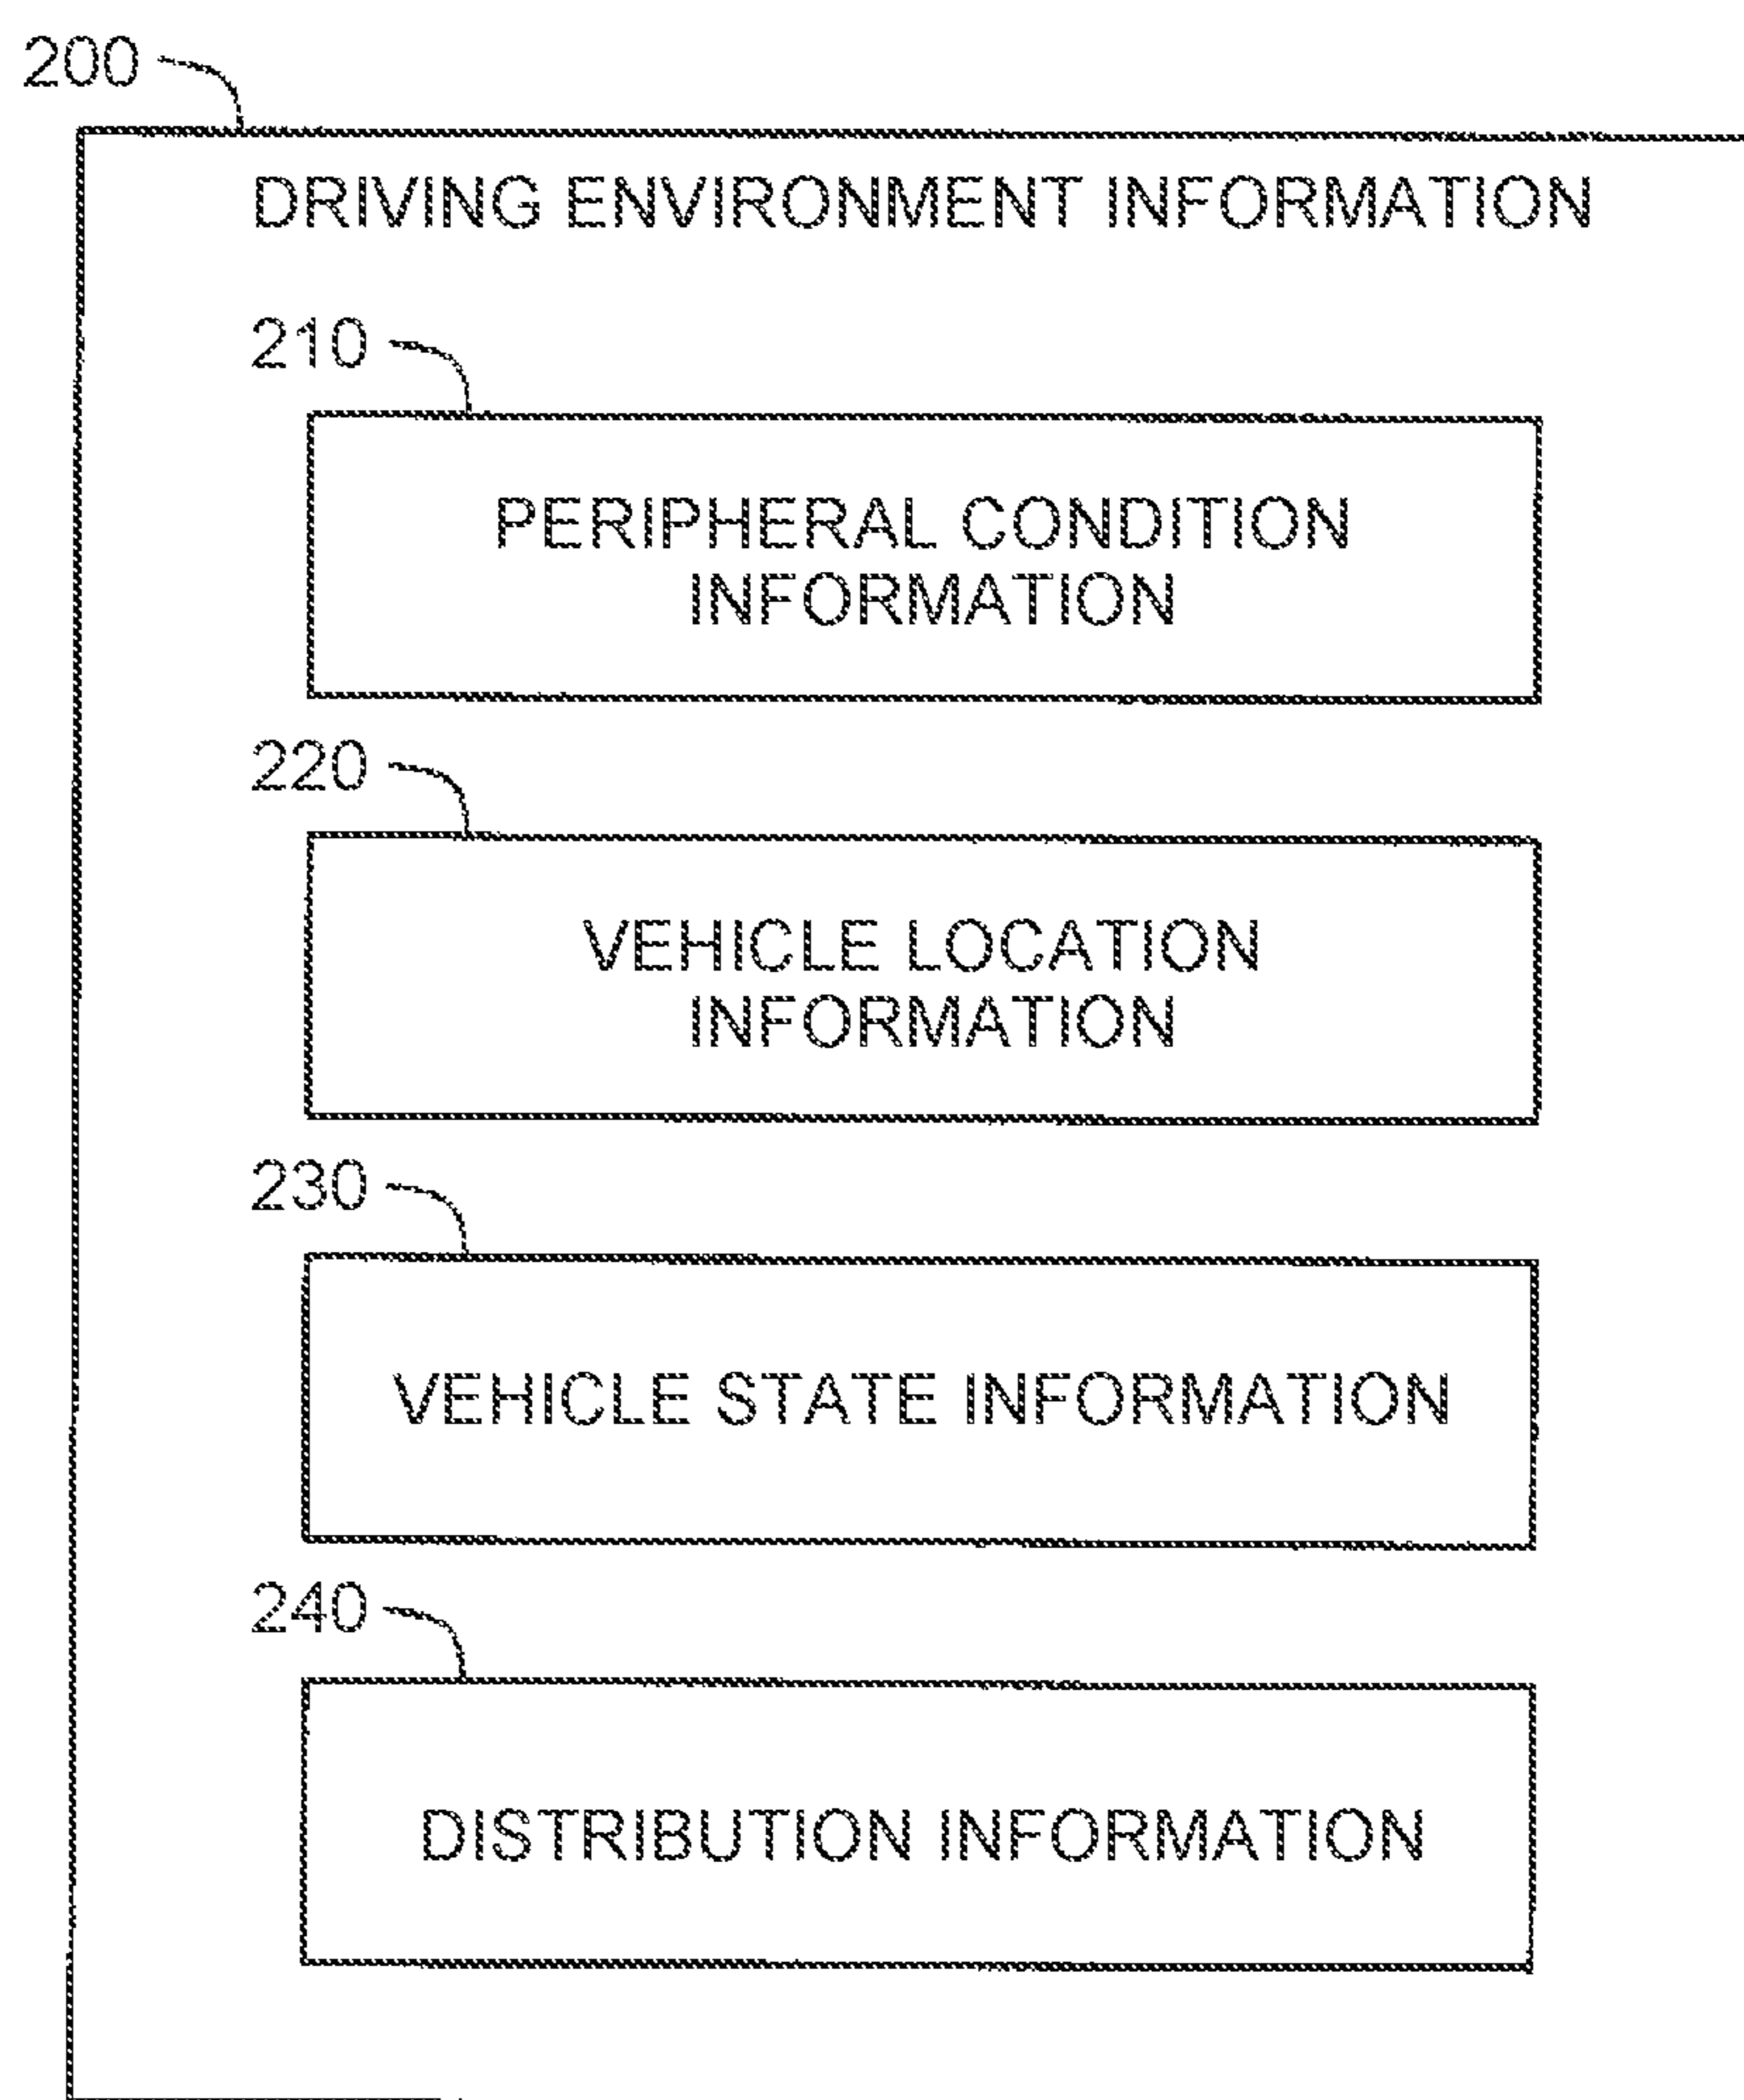 200
DRIVING ENVIRONMENT INFORMATION
210
PERIPHERAL CONDITION
INFORMATION
220
VEHICLE LOCATION
INFORMATION
230
VEHICLE STATE INFORMATION
240
DISTRIBUTION INFORMATION